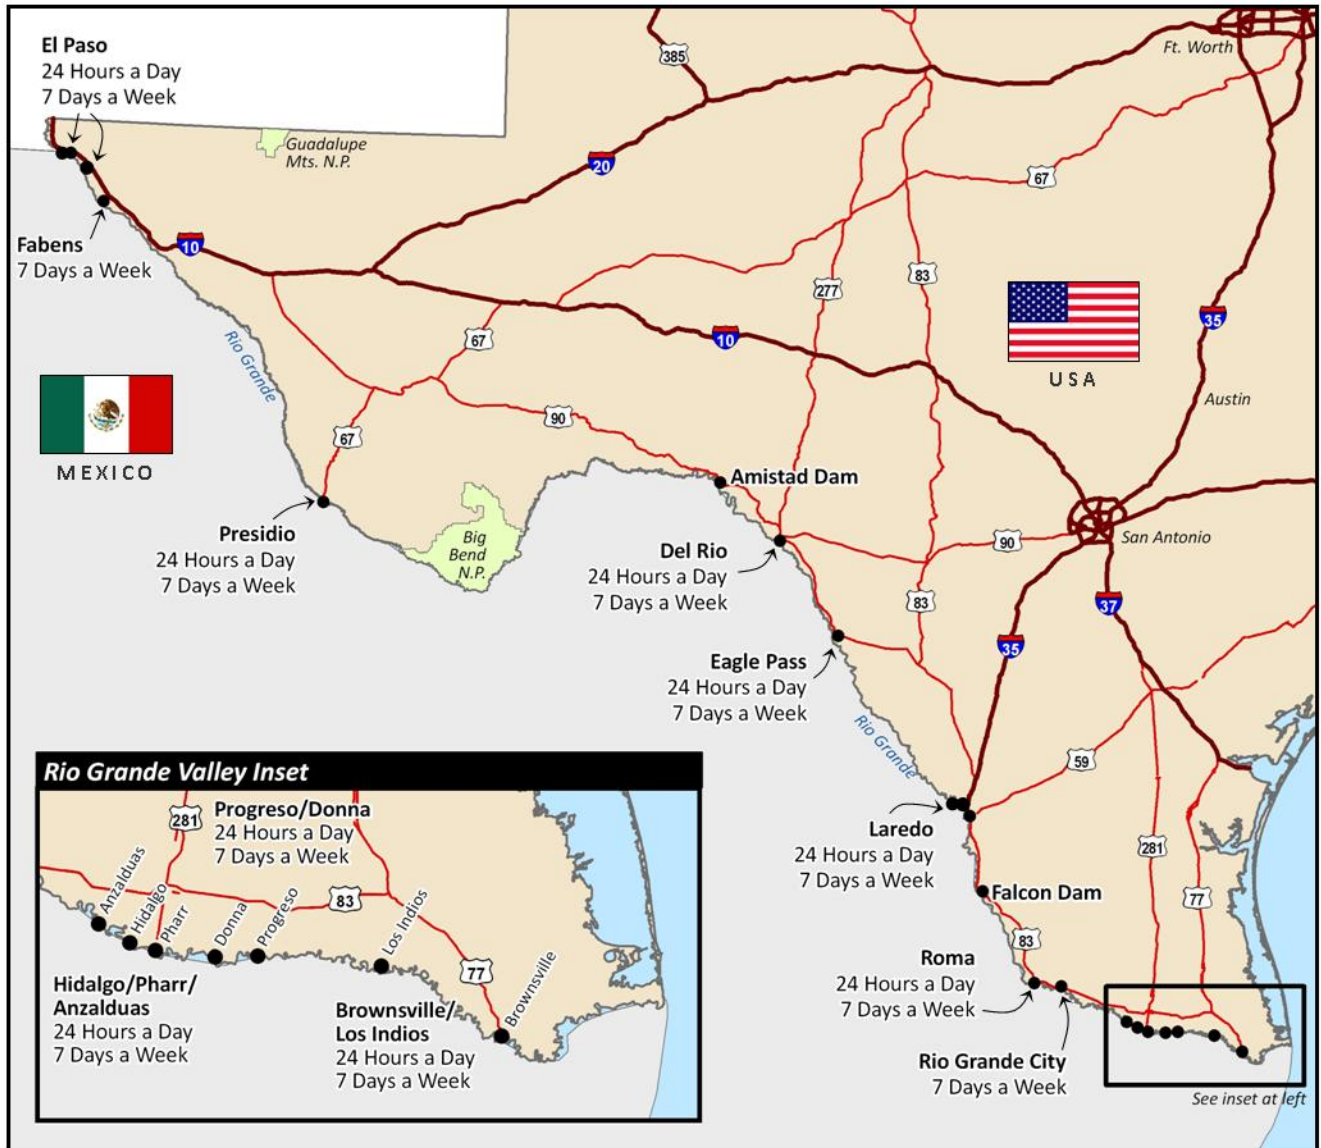 El Paso
24 Hours a Day
7 Days a Week
Guadalupe
Mts. N.P.
385
Ft. Worth
20
67
Fabens
7 Days a Week
10
Rio Grande
277
83
67
10
35
USA
MEXICO
67
90
Austin
Amistad Dam
Presidio
24 Hours a Day
7 Days a Week
Big
Bend
N.P.
Del Rio
24 Hours a Day
7 Days a Week
90
San Antonio
83
37
35
Eagle Pass
24 Hours a Day
7 Days a Week
Rio Grande
59
Laredo
24 Hours a Day
7 Days a Week
281
Falcon Dam
77
83
Roma
24 Hours a Day
7 Days a Week
Rio Grande City
7 Days a Week
See inset at left
Rio Grande Valley Inset
281
Progreso/Donna
24 Hours a Day
7 Days a Week
83
Anzalduas
Hidalgo
Pharr
Donna
Progreso
Los Indios
77
Brownsville
Hidalgo/Pharr/
Anzalduas
24 Hours a Day
7 Days a Week
Brownsville/
Los Indios
24 Hours a Day
7 Days a Week